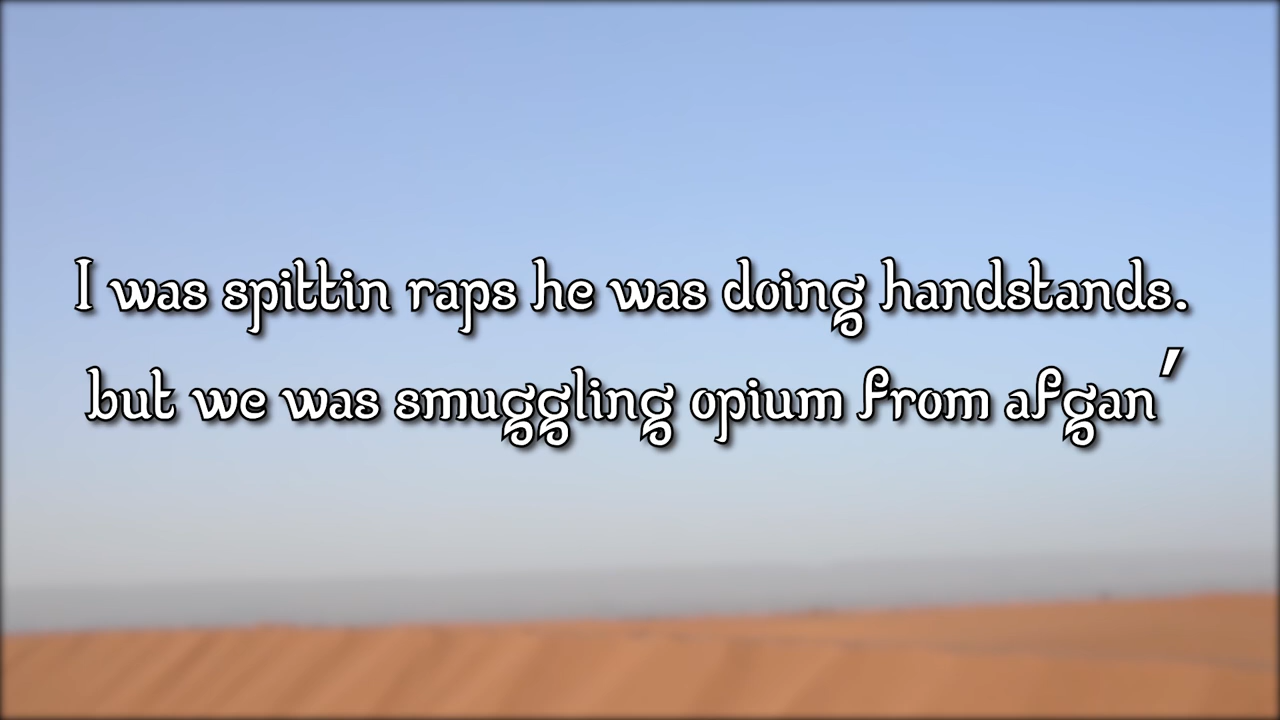 I was spittin raps he was doing handstands.
but we was smuggling opium from afgan'